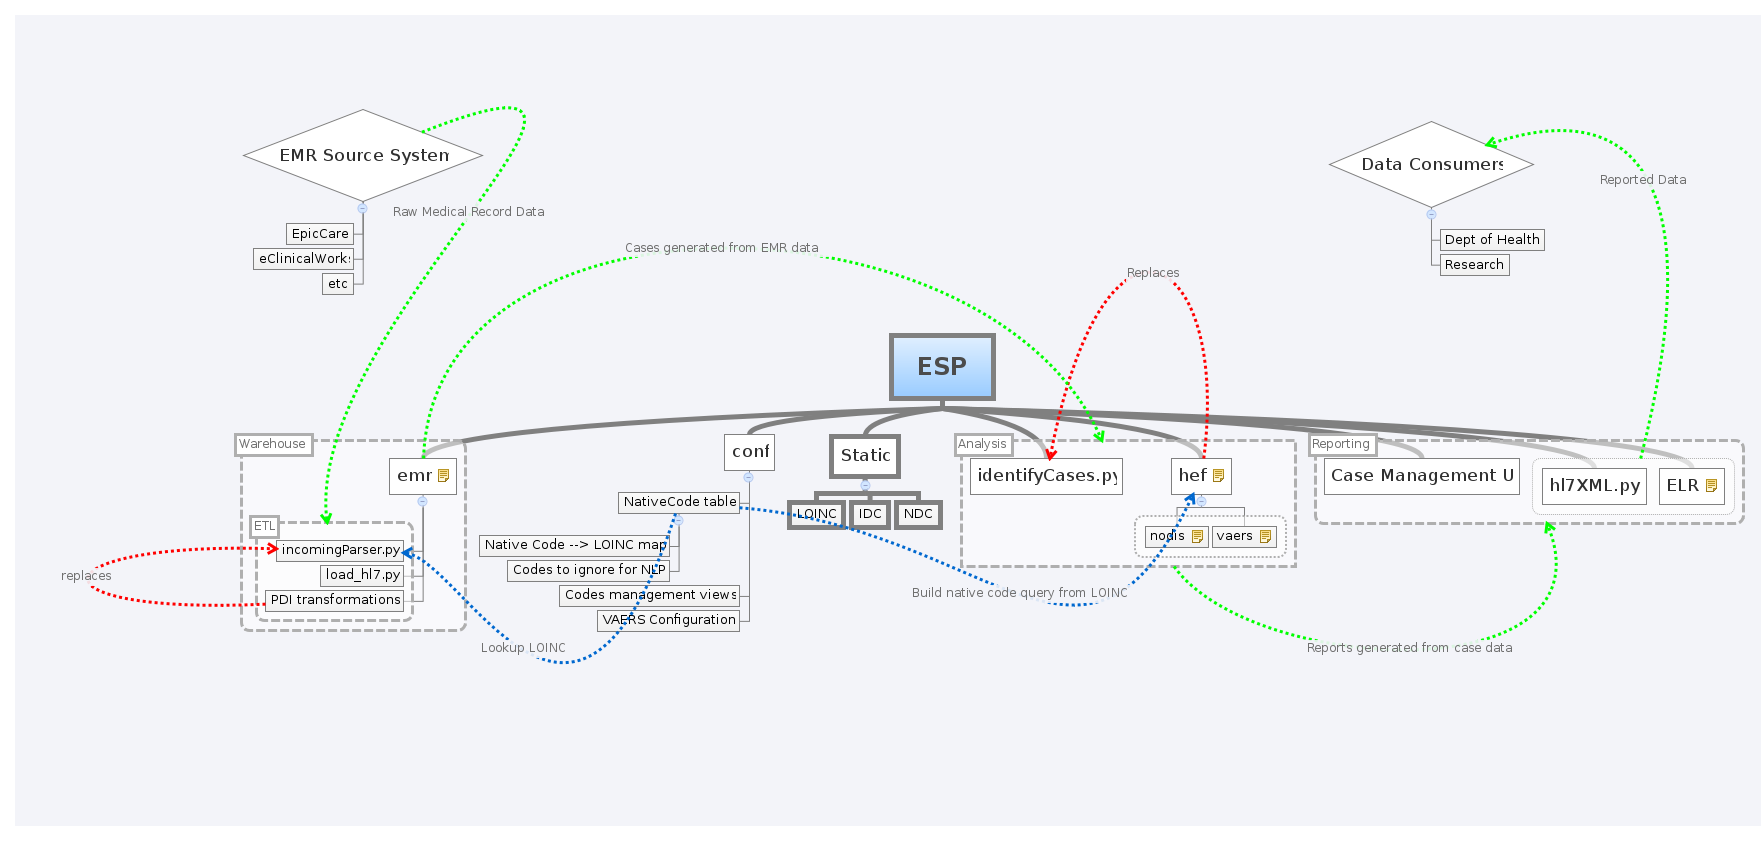 EMR Source System
EpicCare
eClinicalWorks
etc
Raw Medical Record Data
Cases generated from EMR data
Replaces
Data Consumers
Dept of Health
Research
Reported Data
ESP
Warehouse
emr
ETL
incomingParser.py
load_hl7.py
PDI transformations
replaces
Lookup LOINC
conf
NativeCode table
Native Code --> LOINC map
Codes to ignore for NLP
Codes management views
VAERS Configuration
Static
LOINC
IDC
NDC
Analysis
identifyCases.py
hef
nodis
vaers
Build native code query from LOINC
Reporting
Case Management U
hl7XML.py
ELR
Reports generated from case data